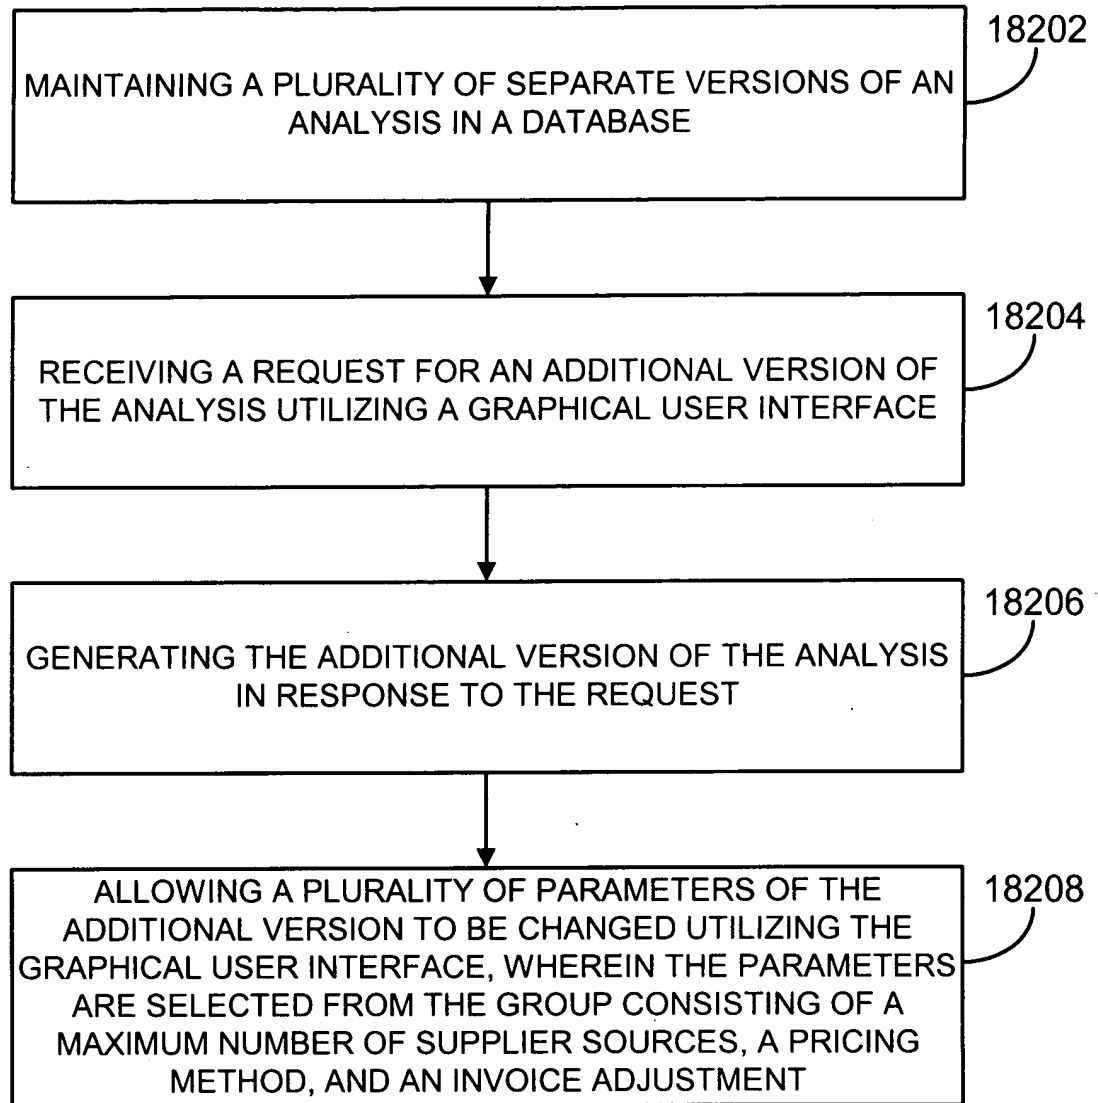 18202
MAINTAINING A PLURALITY OF SEPARATE VERSIONS OF AN
ANALYSIS IN A DATABASE
18204
RECEIVING A REQUEST FOR AN ADDITIONAL VERSION OF
THE ANALYSIS UTILIZING A GRAPHICAL USER INTERFACE
18206
GENERATING THE ADDITIONAL VERSION OF THE ANALYSIS
IN RESPONSE TO THE REQUEST
18208
ALLOWING A PLURALITY OF PARAMETERS OF THE
ADDITIONAL VERSION TO BE CHANGED UTILIZING THE
GRAPHICAL USER INTERFACE, WHEREIN THE PARAMETERS
ARE SELECTED FROM THE GROUP CONSISTING OF A
MAXIMUM NUMBER OF SUPPLIER SOURCES, A PRICING
METHOD, AND AN INVOICE ADJUSTMENT